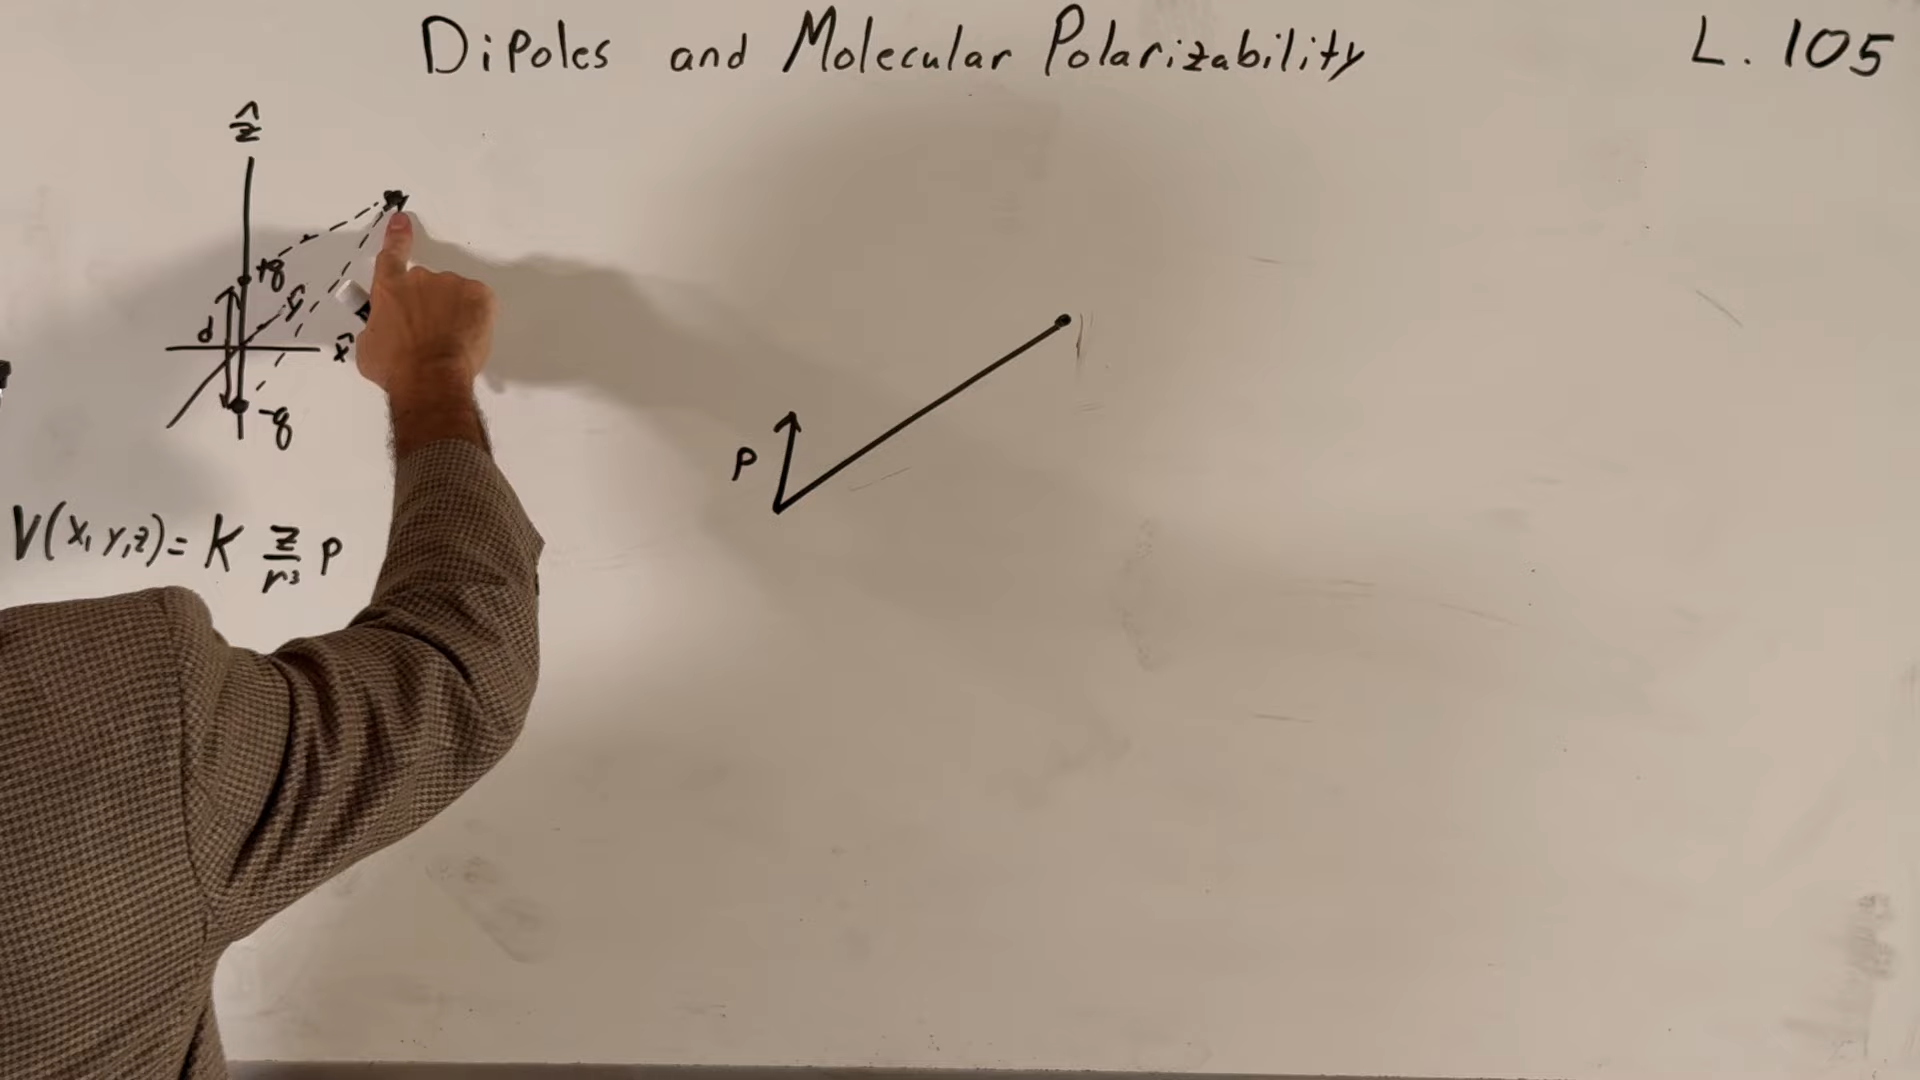 Dipoles and Molecular Polarizability
L. 105
ẑ
+q
ŷ
d
x̂
-q
P
V(x, y, z) = K z/r³ P